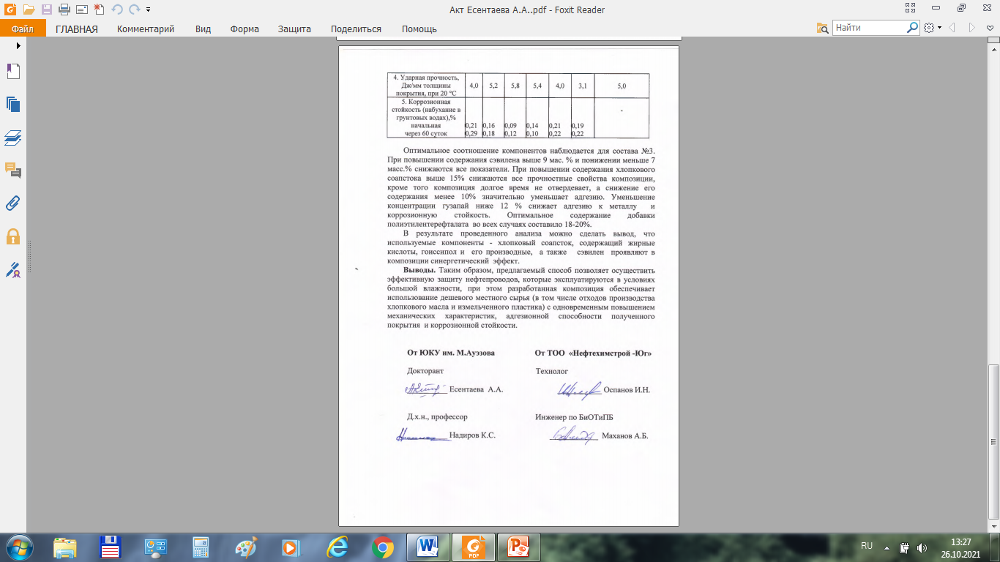 Акт Есентаева А.А..pdf - Foxit Reader
Файл ГЛАВНАЯ Комментарий Вид Форма Защита Поделиться Помощь Найти
4. Ударная прочность, Дж/мм толщины покрытия, при 20 °С 4,0 5,2 5,8 5,4 4,0 3,1 5,0
5. Коррозионная
стойкость (набухание в -
грунтовых водах),%
начальная 0,21 0,16 0,09 0,14 0,21 0,19
через 60 суток 0,29 0,18 0,12 0,10 0,22 0,22
Оптимальное соотношение компонентов наблюдается для состава №3.
При повышении содержания сэвилена выше 9 мас. % и понижении меньше 7
масс.% снижаются все показатели. При повышении содержания хлопкового
соапстока выше 15% снижаются все прочностные свойства композиции,
кроме того композиция долгое время не отвердевает, а снижение его
содержания менее 10% значительно уменьшает адгезию. Уменьшение
концентрации гузапай ниже 12 % снижает адгезию к металлу и
коррозионную стойкость. Оптимальное содержание добавки
полиэтилентерефталата во всех случаях составило 18-20%.
В результате проведенного анализа можно сделать вывод, что
используемые компоненты - хлопковый соапсток, содержащий жирные
кислоты, гоиссипол и его производные, а также сэвилен проявляют в
композиции синергетический эффект.
Выводы. Таким образом, предлагаемый способ позволяет осуществить
эффективную защиту нефтепроводов, которые эксплуатируются в условиях
большой влажности, при этом разработанная композиция обеспечивает
использование дешевого местного сырья (в том числе отходов производства
хлопкового масла и измельченного пластика) с одновременным повышением
механических характеристик, адгезионной способности полученного
покрытия и коррозионной стойкости.
От ЮКУ им. М.Ауэзова От ТОО «Нефтехимстрой -Юг»
Докторант Технолог
Есентаева А.А. Оспанов И.Н.
Д.х.н., профессор Инженер по БиОТиПБ
Надиров К.С. Маханов А.Б.
RU 13:27
26.10.2021